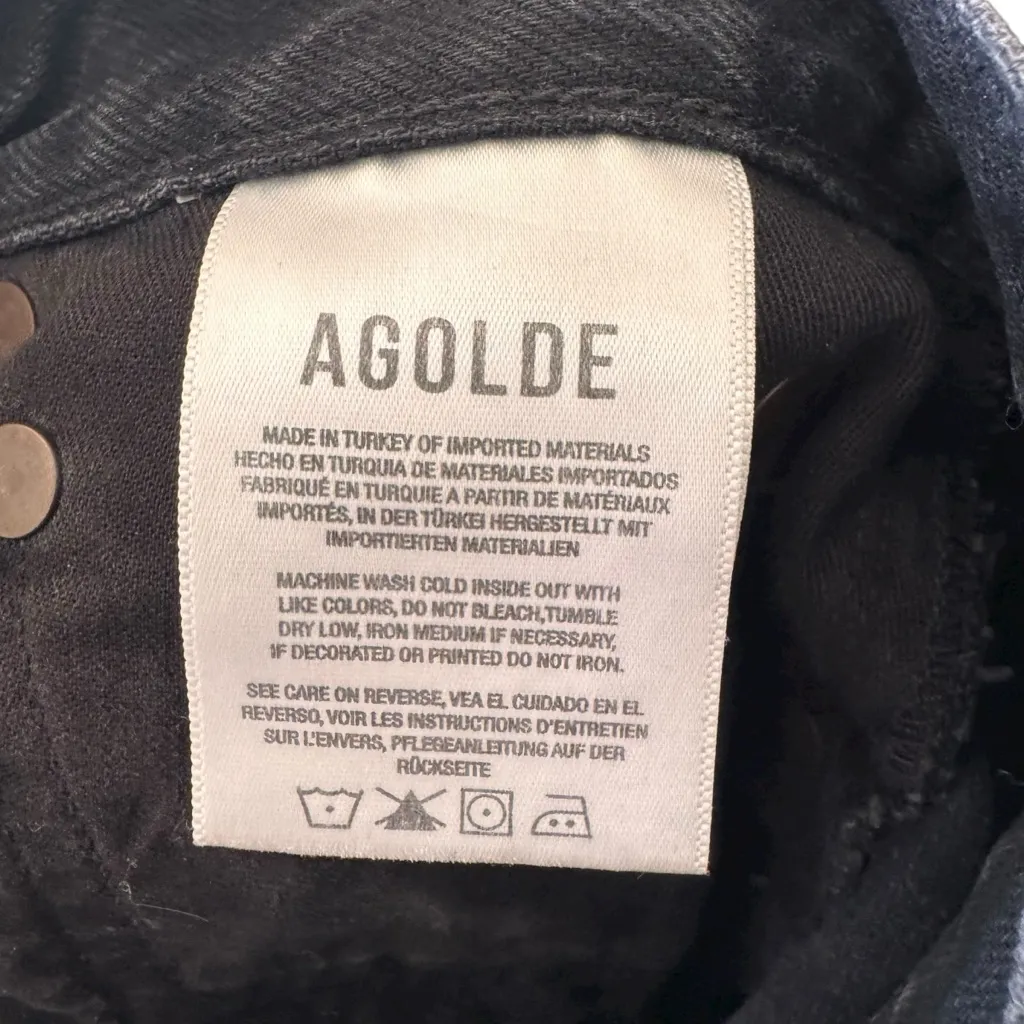 AGOLDE
MADE IN TURKEY OF IMPORTED MATERIALS
HECHO EN TURQUIA DE MATERIALES IMPORTADOS
FABRIQUÉ EN TURQUIE A PARTIR DE MATÉRIAUX
IMPORTÉS, IN DER TÜRKEI HERGESTELLT MIT
IMPORTIERTEN MATERIALIEN
MACHINE WASH COLD INSIDE OUT WITH
LIKE COLORS, DO NOT BLEACH,TUMBLE
DRY LOW, IRON MEDIUM IF NECESSARY,
IF DECORATED OR PRINTED DO NOT IRON.
SEE CARE ON REVERSE, VEA EL CUIDADO EN EL
REVERSO, VOIR LES INSTRUCTIONS D'ENTRETIEN
SUR L'ENVERS, PFLEGEANLEITUNG AUF DER
RÜCKSEITE